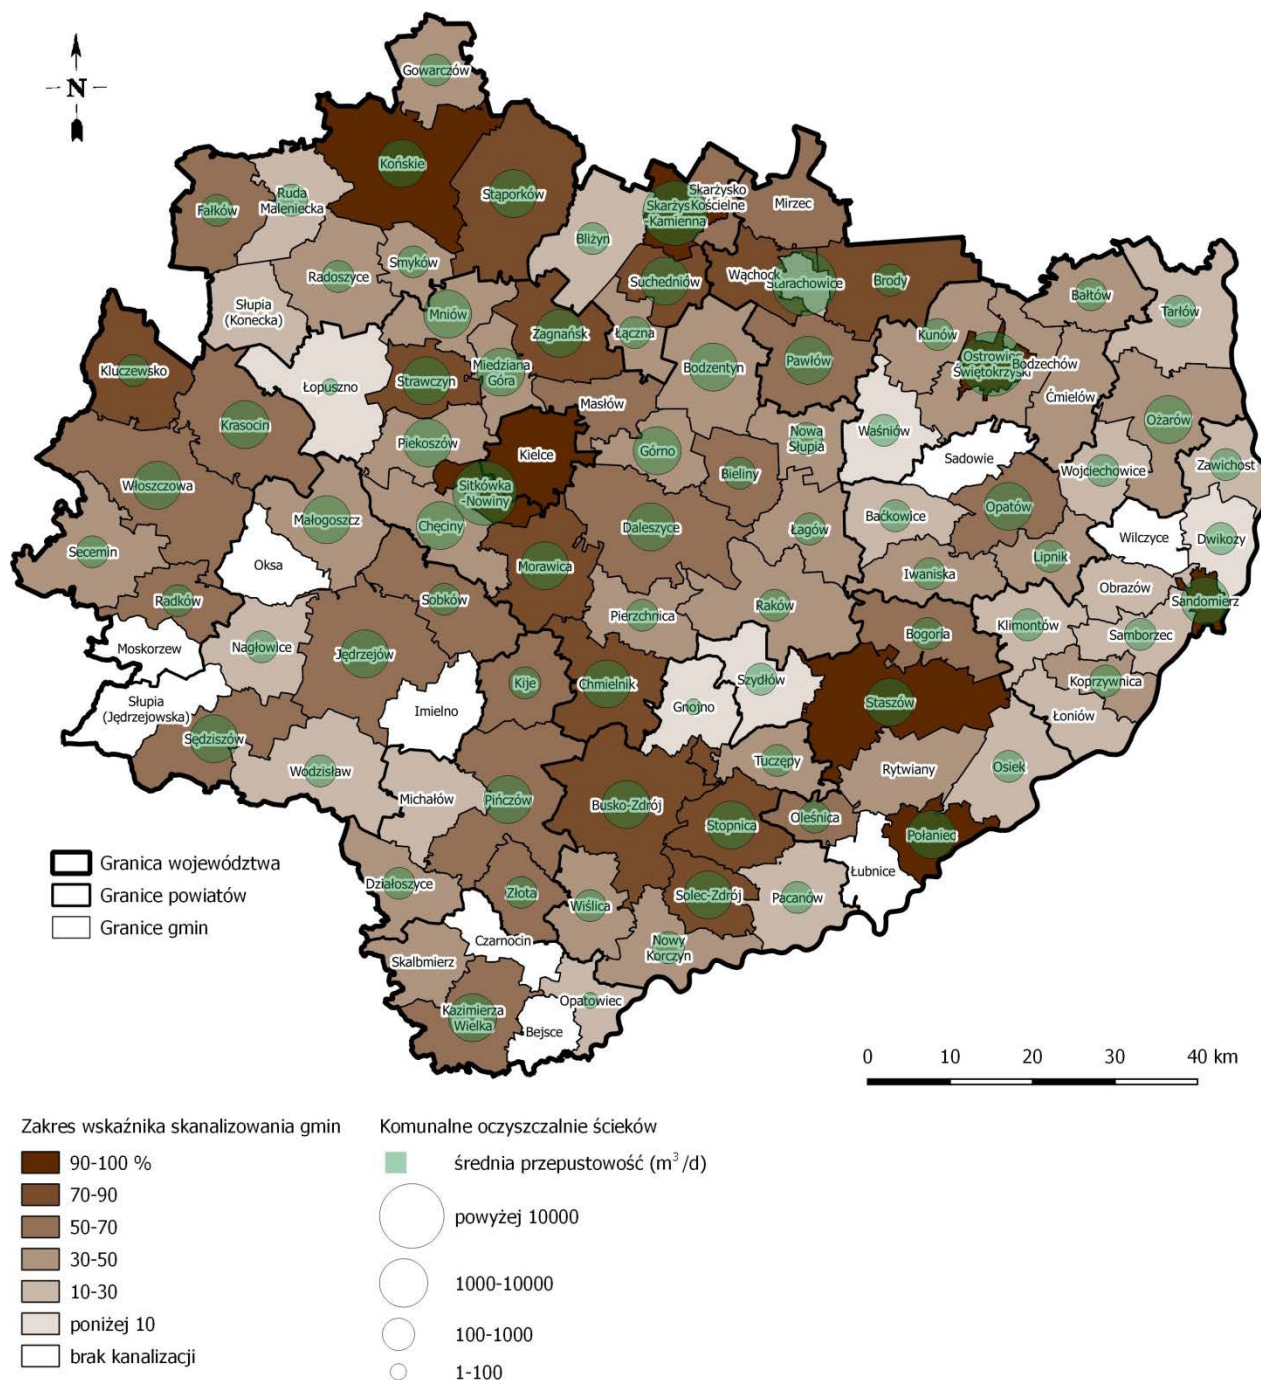 N
Gowarczów
Końskie
Stąporków
Ruda
Maleniecka
Fałków
Skarżysko
Kościelne
Skarżys
-Kamienna
Mirzec
Bliżyn
Smyków
Radoszyce
Słupia
(Konecka)
Suchedniów
Wąchock
Starachowice
Brody
Bałtów
Tarłów
Mniów
Zagnańsk
Łączna
Kunów
Ostrowiec
Świętokrzyski
Bodzechów
Kluczewsko
Łopuszno
Strawczyn
Miedziana
Góra
Bodzentyn
Pawłów
Masłów
Ćmielów
Ożarów
Krasocin
Piekoszów
Kielce
Górno
Nowa
Słupia
Waśniów
Sadowie
Wojciechowice
Zawichost
Włoszczowa
Sitkówka
-Nowiny
Bieliny
Małogoszcz
Chęciny
Daleszyce
Łagów
Baćkowice
Opatów
Wilczyce
Dwikozy
Secemin
Oksa
Morawica
Iwaniska
Lipnik
Obrazów
Sandomierz
Radków
Sobków
Pierzchnica
Raków
Bogoria
Klimontów
Samborzec
Moskorzew
Nagłowice
Jędrzejów
Kije
Chmielnik
Szydłów
Gnojno
Staszów
Koprzywnica
Łoniów
Słupia
(Jędrzejowska)
Imielno
Sędziszów
Wodzisław
Michałów
Pińczów
Busko-Zdrój
Tuczępy
Rytwiany
Osiek
Stopnica
Oleśnica
Połaniec
Łubnice
Działoszyce
Złota
Wiślica
Solec-Zdrój
Pacanów
Czarnocin
Nowy
Korczyn
Skalbmierz
Kazimierza
Wielka
Opatowiec
Bejsce
Granica województwa
Granice powiatów
Granice gmin
0 10 20 30 40 km
Zakres wskaźnika skanalizowania gmin
90-100 %
70-90
50-70
30-50
10-30
poniżej 10
brak kanalizacji
Komunalne oczyszczalnie ścieków
średnia przepustowość (m³/d)
powyżej 10000
1000-10000
100-1000
1-100